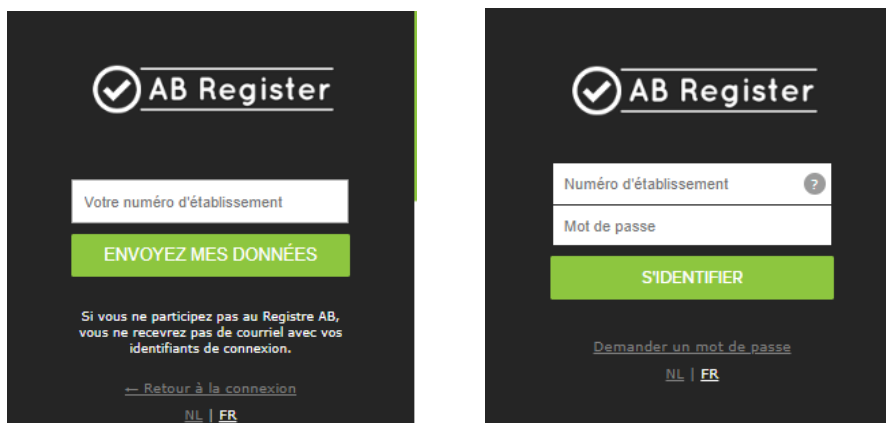 AB Register
Votre numéro d'établissement
ENVOYEZ MES DONNÉES
Si vous ne participez pas au Registre AB,
vous ne recevrez pas de courriel avec vos
identifiants de connexion.
← Retour à la connexion
NL | FR
AB Register
Numéro d'établissement ?
Mot de passe
S'IDENTIFIER
Demander un mot de passe
NL | FR